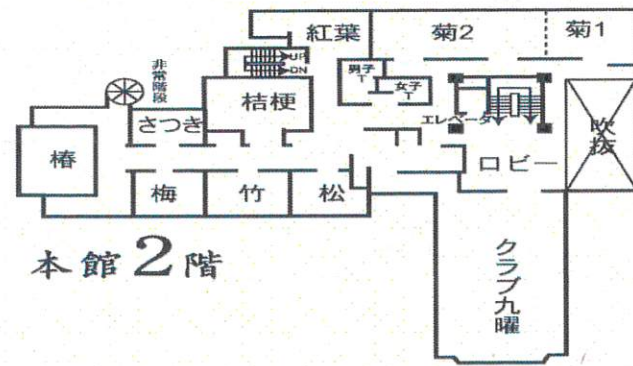 紅葉
菊2
菊1
UP
DN
男子
T
女子
T
非常階段
さつき
桔梗
エレベータ
吹抜
椿
ロビー
梅
竹
松
本館2階
クラブ九曜